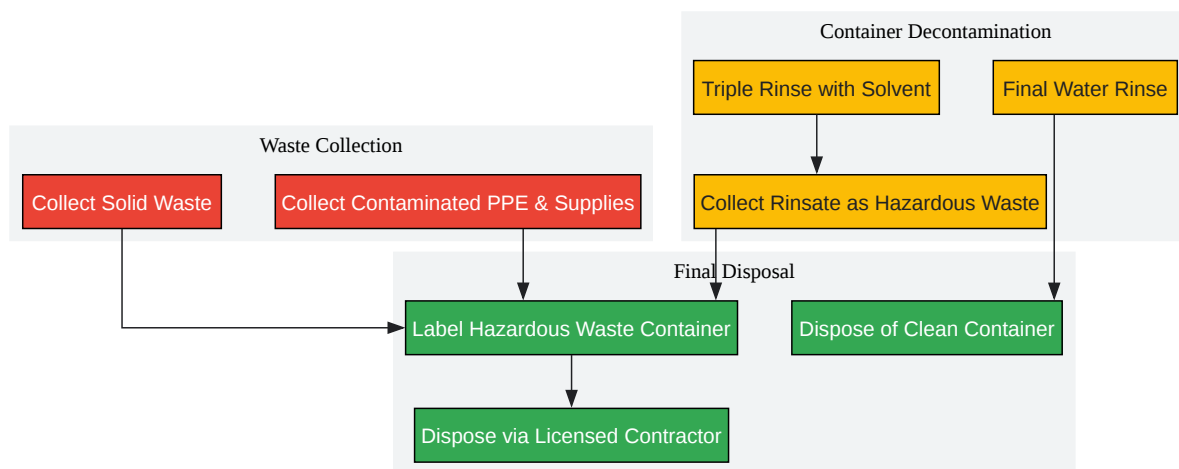 Container Decontamination
Triple Rinse with Solvent
Final Water Rinse
Waste Collection
Collect Solid Waste
Collect Contaminated PPE & Supplies
Collect Rinsate as Hazardous Waste
Final Disposal
Label Hazardous Waste Container
Dispose of Clean Container
Dispose via Licensed Contractor